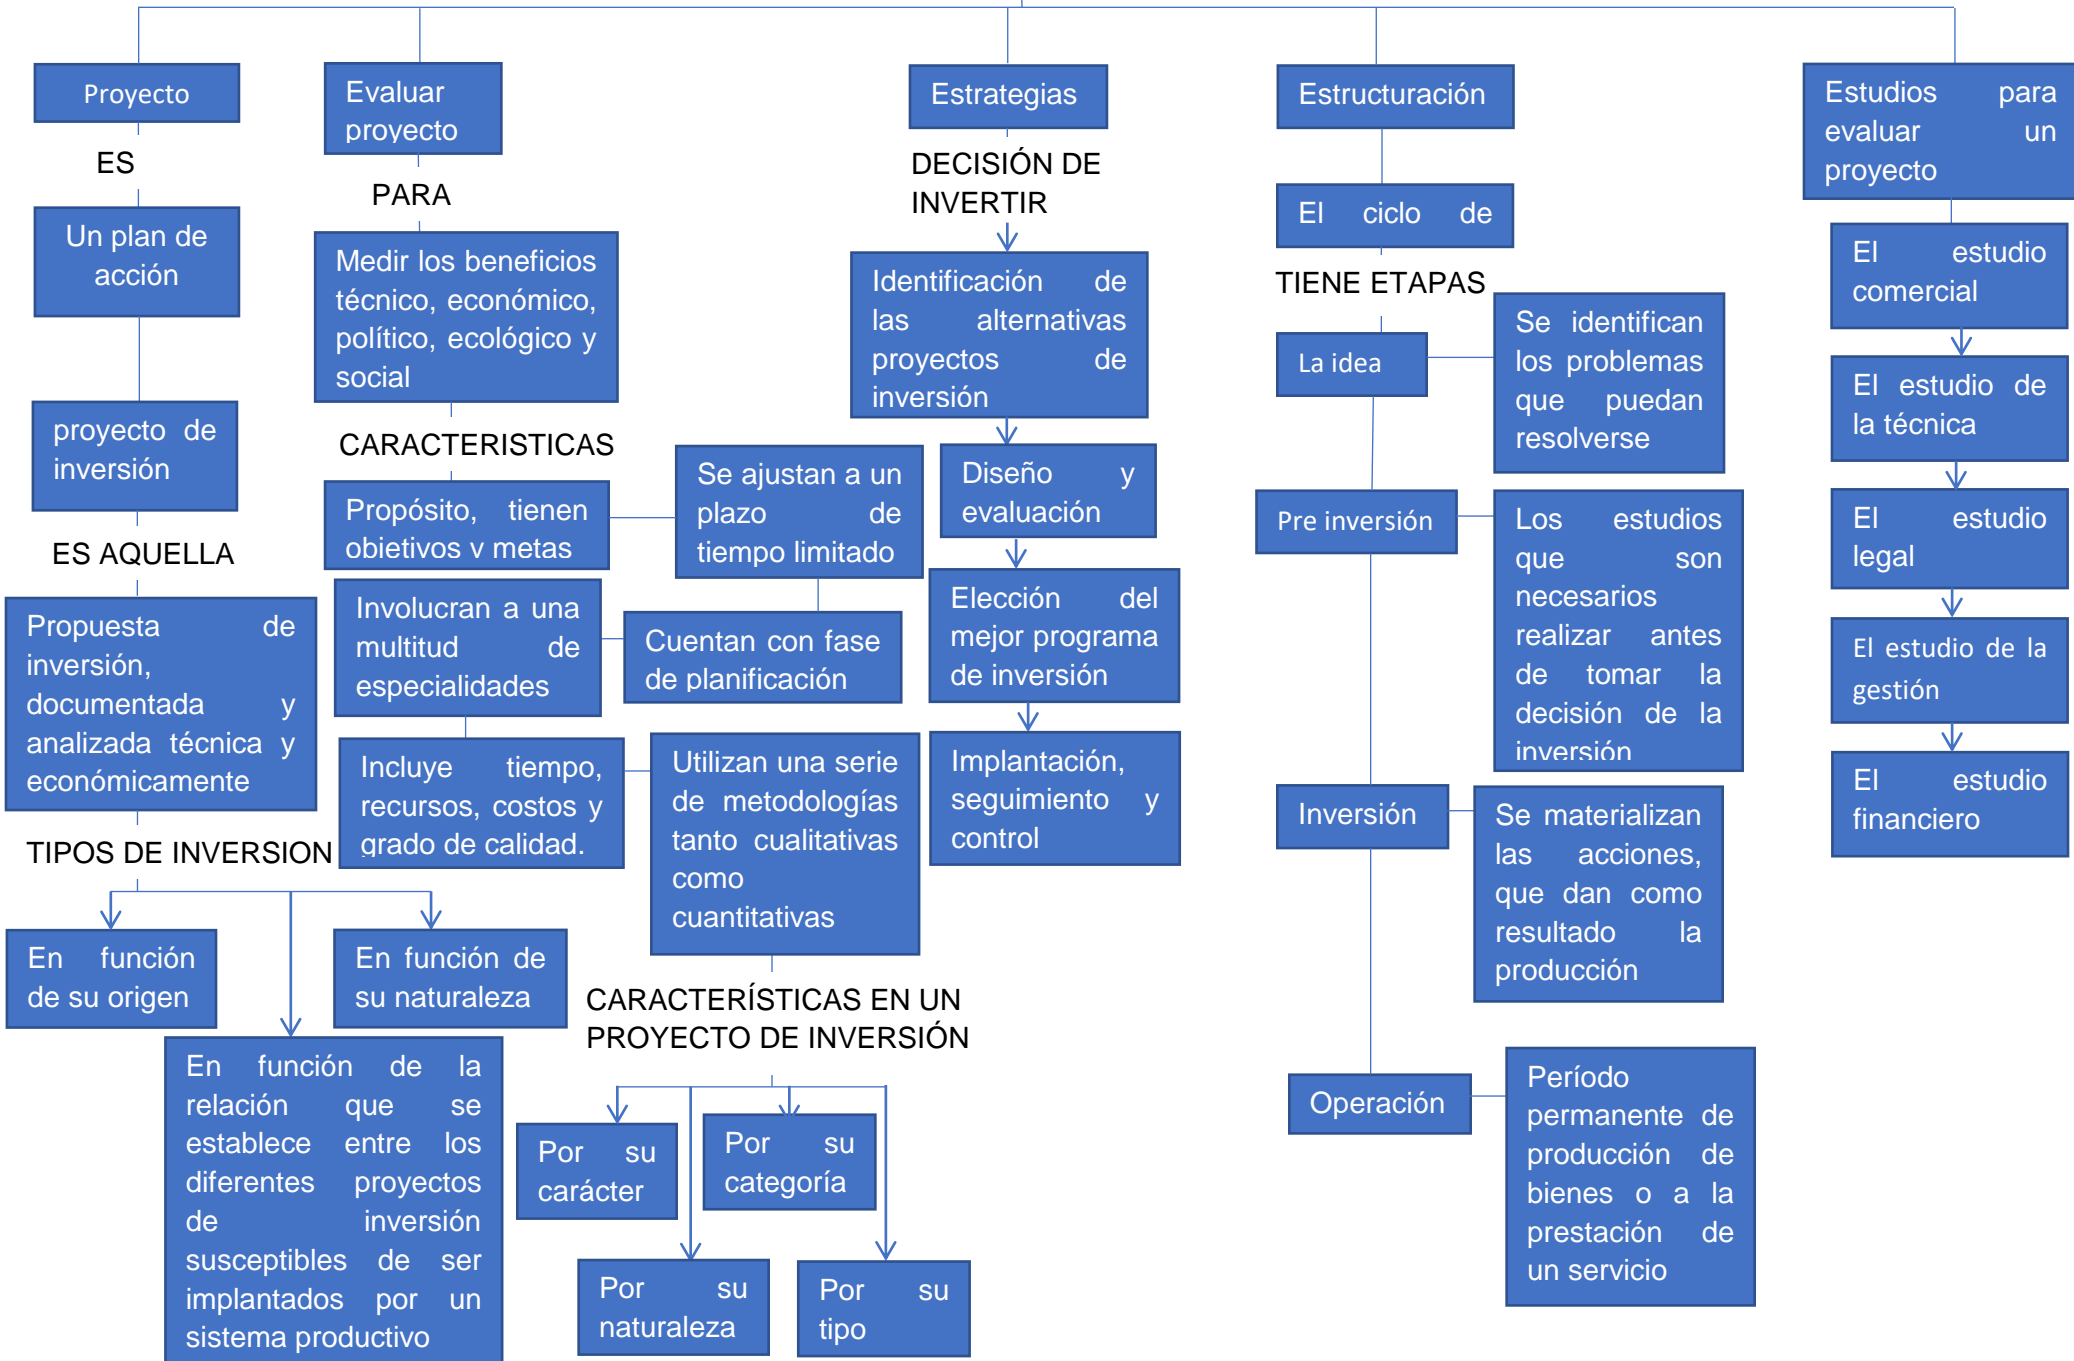 Proyecto
ES
Un plan de
acción
proyecto de
inversión
ES AQUELLA
Propuesta de
inversión,
documentada y
analizada técnica y
económicamente
TIPOS DE INVERSION
En función
de su origen
En función de la
relación que se
establece entre los
diferentes proyectos
de inversión
susceptibles de ser
implantados por un
sistema productivo
En función de
su naturaleza
Evaluar
proyecto
PARA
Medir los beneficios
técnico, económico,
político, ecológico y
social
CARACTERISTICAS
Propósito, tienen
objetivos y metas
Se ajustan a un
plazo de
tiempo limitado
Cuentan con fase
de planificación
Involucran a una
multitud de
especialidades
Incluye tiempo,
recursos, costos y
grado de calidad.
Utilizan una serie
de metodologías
tanto cualitativas
como
cuantitativas
CARACTERÍSTICAS EN UN
PROYECTO DE INVERSIÓN
Por su
carácter
Por su
naturaleza
Por su
categoría
Por su
tipo
Estrategias
DECISIÓN DE
INVERTIR
Identificación de
las alternativas
proyectos de
inversión
Diseño y
evaluación
Elección del
mejor programa
de inversión
Implantación,
seguimiento y
control
Estructuración
El ciclo de
TIENE ETAPAS
La idea
Se identifican
los problemas
que puedan
resolverse
Pre inversión
Los estudios
que son
necesarios
realizar antes
de tomar la
decisión de la
inversión
Inversión
Se materializan
las acciones,
que dan como
resultado la
producción
Operación
Período
permanente de
producción de
bienes o a la
prestación de
un servicio
Estudios para
evaluar un
proyecto
El estudio
comercial
El estudio de
la técnica
El estudio
legal
El estudio de la
gestión
El estudio
financiero